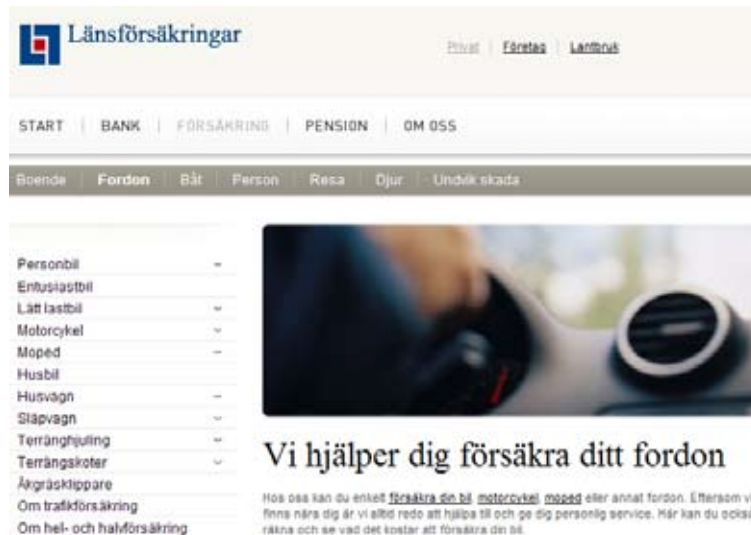 Länsförsäkringar
Privat | Företag | Lantbruk
START | BANK | FÖRSÄKRING | PENSION | OM OSS
Boende | Fordon | Båt | Person | Resa | Djur | Undvik skada
Personbil
Entusiastbil
Lätt lastbil
Motorcykel
Moped
Husbil
Husvagn
Släpvagn
Terränghjuling
Terrängskoter
Åkgräsklippare
Om trafikförsäkring
Om hel- och halvförsäkring
Vi hjälper dig försäkra ditt fordon
Hos oss kan du enkelt försäkra din bil, motorcykel, moped eller annat fordon. Eftersom vi
finns nära dig är vi alltid redo att hjälpa till och ge dig personlig service. Här kan du också
räkna och se vad det kostar att försäkra din bil.